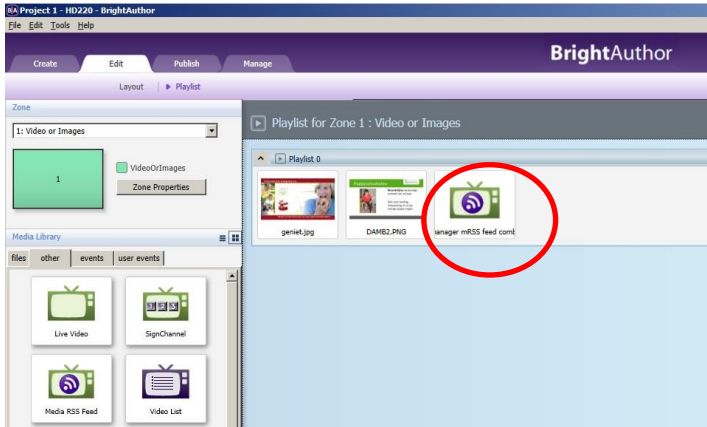 Project 1 - HD220 - BrightAuthor
File Edit Tools Help
BrightAuthor
Create Edit Publish Manage
Layout Playlist
Zone
1: Video or Images
1
VideoOrImages
Zone Properties
Playlist for Zone 1 : Video or Images
Playlist 0
geniet.jpg DAMB2.PNG anager mRSS feed comb
Media Library
files other events user events
Live Video SignChannel
Media RSS Feed Video List